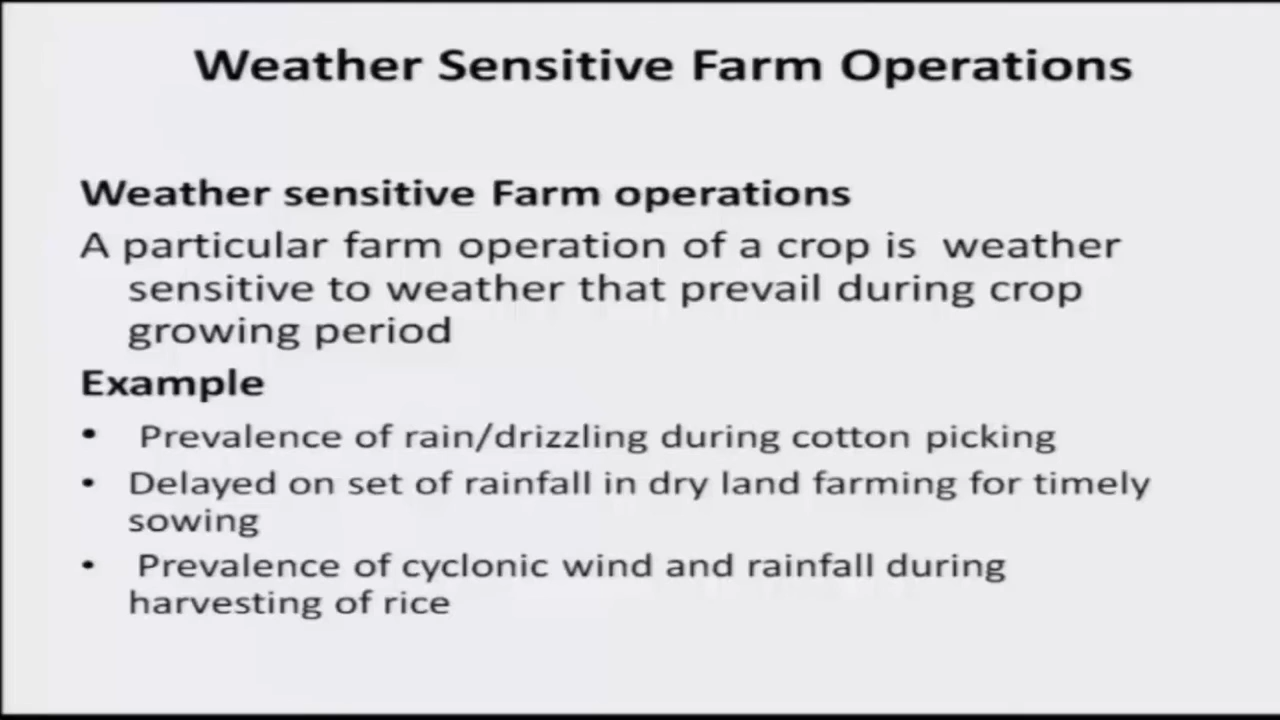 Weather Sensitive Farm Operations
Weather sensitive Farm operations
A particular farm operation of a crop is weather
sensitive to weather that prevail during crop
growing period
Example
• Prevalence of rain/drizzling during cotton picking
• Delayed on set of rainfall in dry land farming for timely
sowing
• Prevalence of cyclonic wind and rainfall during
harvesting of rice